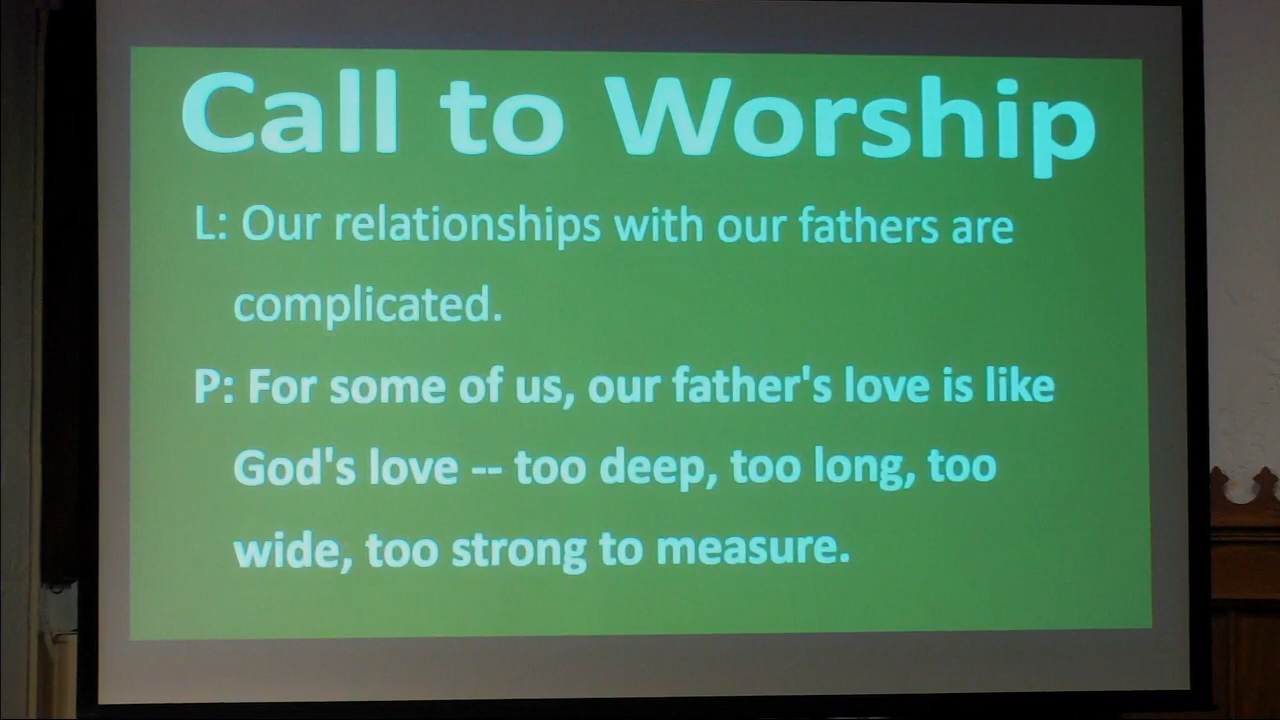 Call to Worship
L: Our relationships with our fathers are
complicated.
P: For some of us, our father's love is like
God's love -- too deep, too long, too
wide, too strong to measure.